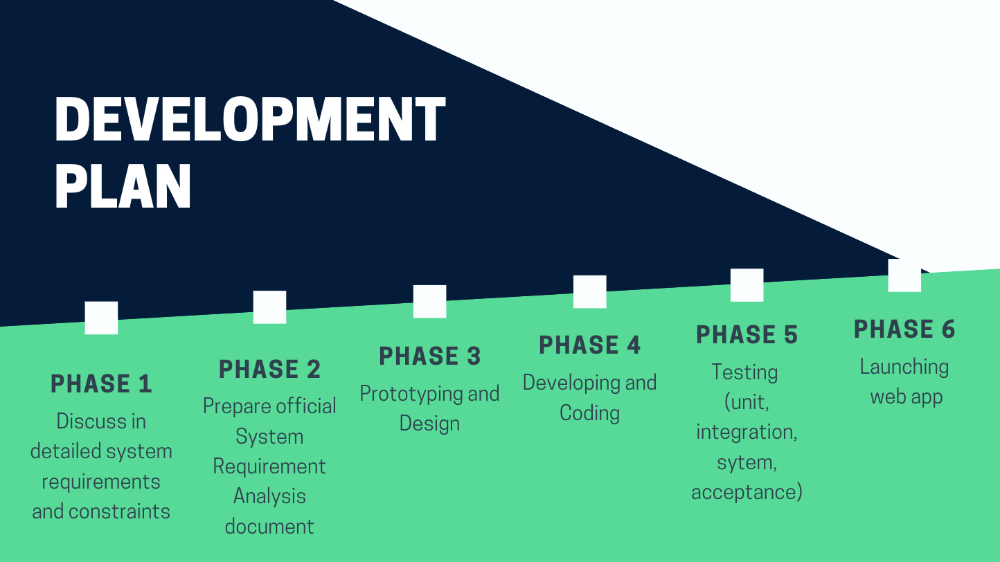 DEVELOPMENT
PLAN
PHASE 1
Discuss in
detailed system
requirements
and constraints
PHASE 2
Prepare official
System
Requirement
Analysis
document
PHASE 3
Prototyping and
Design
PHASE 4
Developing and
Coding
PHASE 5
Testing
(unit,
integration,
sytem,
acceptance)
PHASE 6
Launching
web app